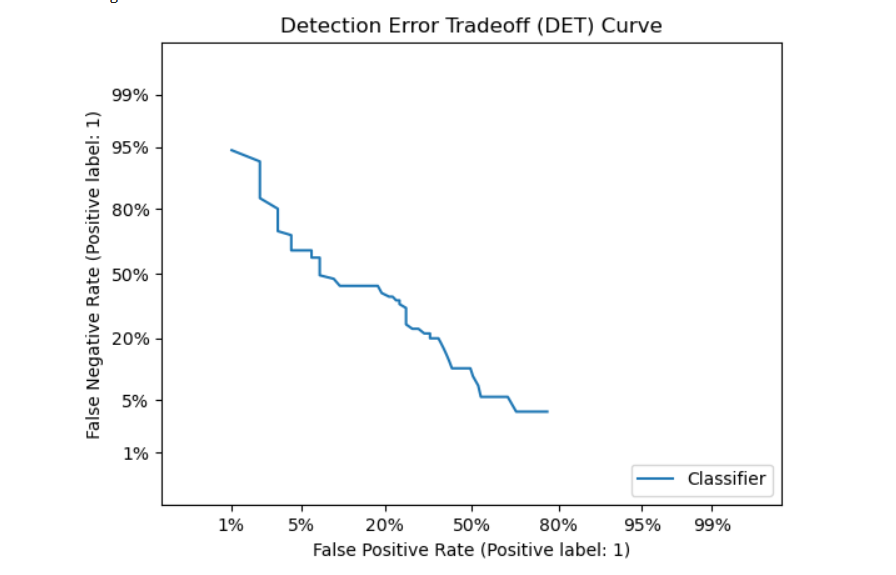 Detection Error Tradeoff (DET) Curve
False Negative Rate (Positive label: 1)
99%
95%
80%
50%
20%
5%
1%
Classifier
1% 5% 20% 50% 80% 95% 99%
False Positive Rate (Positive label: 1)